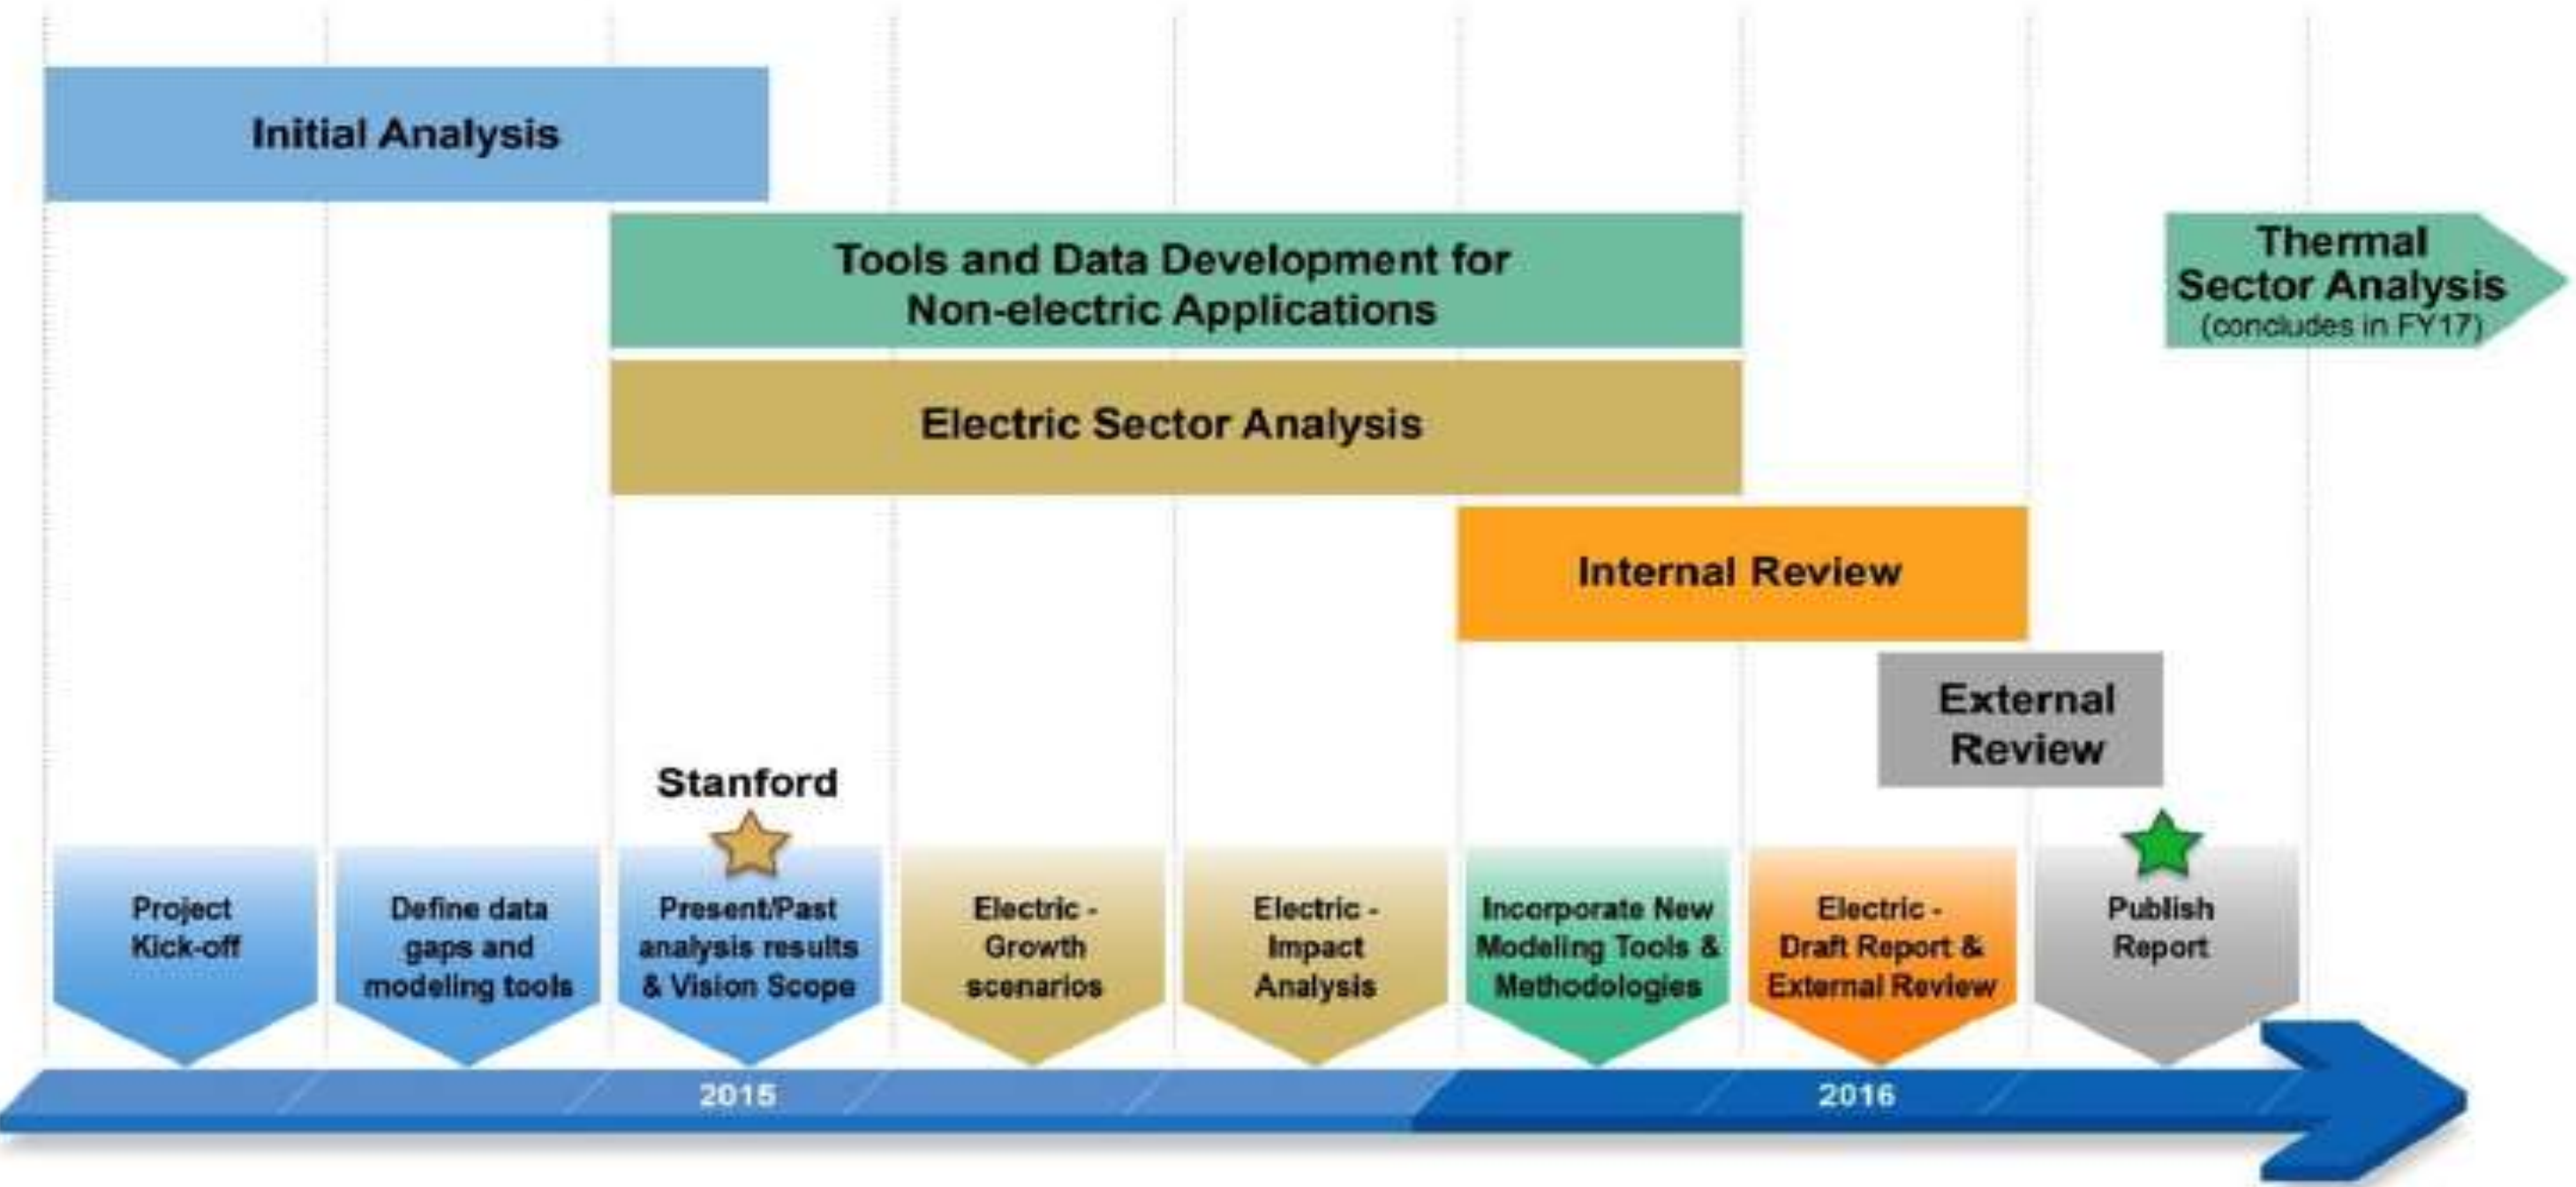 Initial Analysis
Tools and Data Development for
Non-electric Applications
Thermal
Sector Analysis
(concludes in FY17)
Electric Sector Analysis
Internal Review
External
Review
Stanford
Project
Kick-off
Define data
gaps and
modeling tools
Present/Past
analysis results
& Vision Scope
Electric -
Growth
scenarios
Electric -
Impact
Analysis
Incorporate New
Modeling Tools &
Methodologies
Electric -
Draft Report &
External Review
Publish
Report
2015
2016